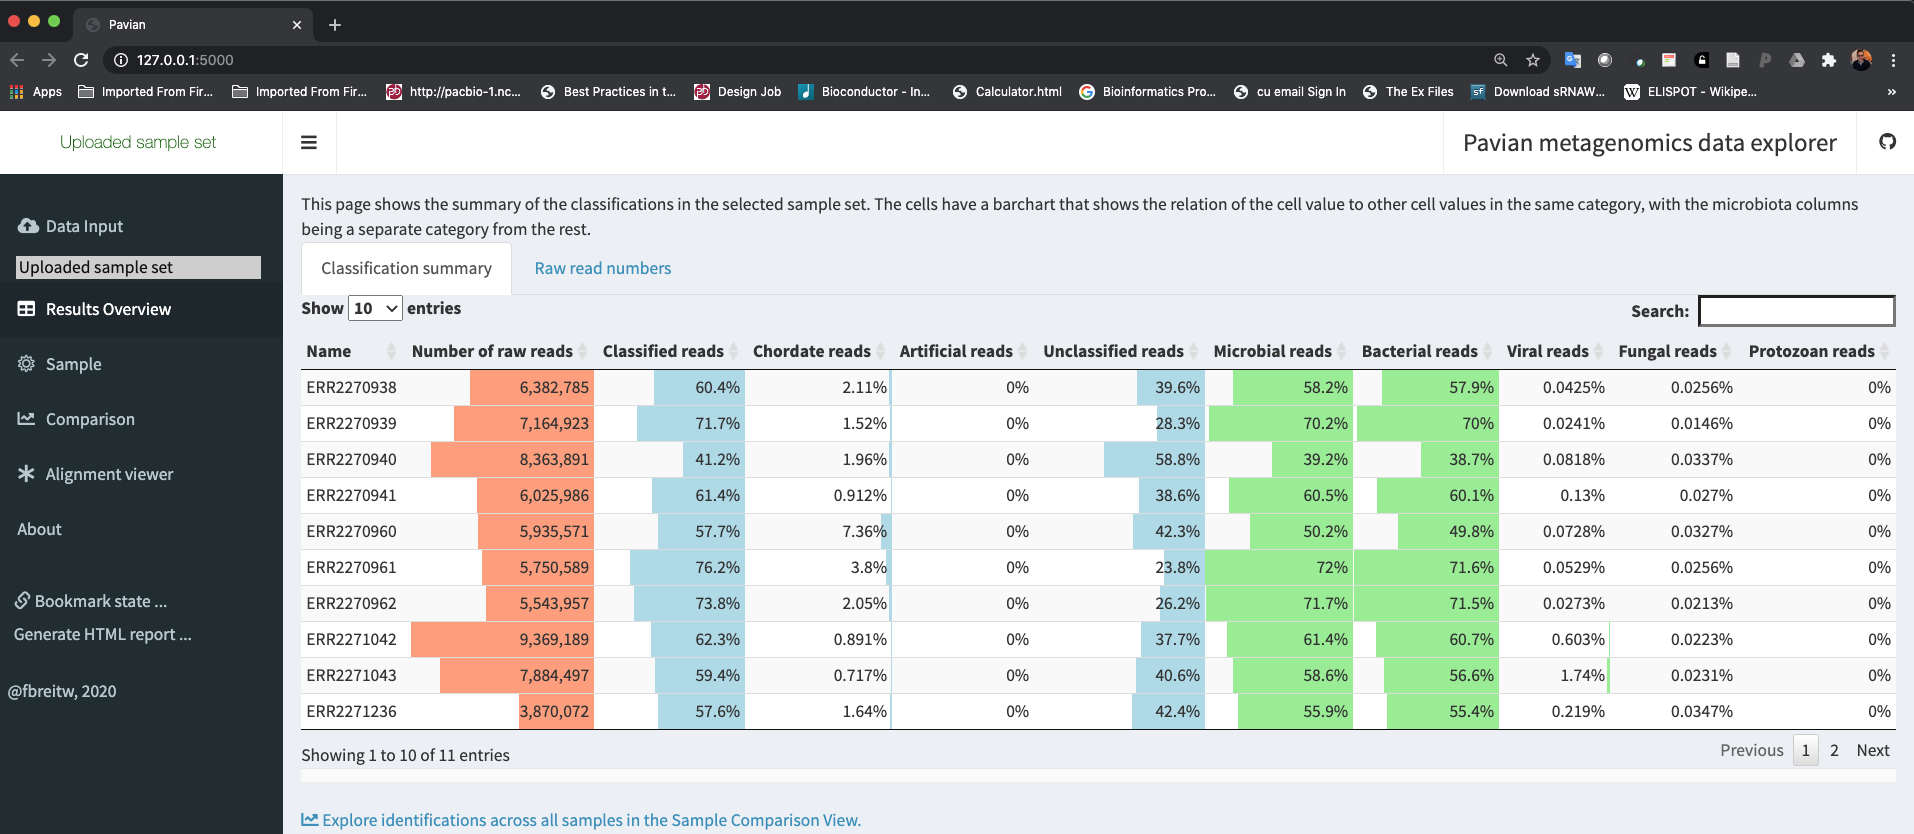 Pavian
127.0.0.1:5000
Apps Imported From Fir... Imported From Fir... http://pacbio-1.nc... Best Practices in t... Design Job Bioconductor - In... Calculator.html Bioinformatics Pro... cu email Sign In The Ex Files Download sRNAW... ELISPOT - Wikipe... »
Uploaded sample set
Pavian metagenomics data explorer
Data Input
Uploaded sample set
Results Overview
Sample
Comparison
Alignment viewer
About
Bookmark state ...
Generate HTML report ...
@fbreitw, 2020
This page shows the summary of the classifications in the selected sample set. The cells have a barchart that shows the relation of the cell value to other cell values in the same category, with the microbiota columns
being a separate category from the rest.
Classification summary Raw read numbers
Show 10 entries Search:
Name Number of raw reads Classified reads Chordate reads Artificial reads Unclassified reads Microbial reads Bacterial reads Viral reads Fungal reads Protozoan reads
ERR2270938 6,382,785 60.4% 2.11% 0% 39.6% 58.2% 57.9% 0.0425% 0.0256% 0%
ERR2270939 7,164,923 71.7% 1.52% 0% 28.3% 70.2% 70% 0.0241% 0.0146% 0%
ERR2270940 8,363,891 41.2% 1.96% 0% 58.8% 39.2% 38.7% 0.0818% 0.0337% 0%
ERR2270941 6,025,986 61.4% 0.912% 0% 38.6% 60.5% 60.1% 0.13% 0.027% 0%
ERR2270960 5,935,571 57.7% 7.36% 0% 42.3% 50.2% 49.8% 0.0728% 0.0327% 0%
ERR2270961 5,750,589 76.2% 3.8% 0% 23.8% 72% 71.6% 0.0529% 0.0256% 0%
ERR2270962 5,543,957 73.8% 2.05% 0% 26.2% 71.7% 71.5% 0.0273% 0.0213% 0%
ERR2271042 9,369,189 62.3% 0.891% 0% 37.7% 61.4% 60.7% 0.603% 0.0223% 0%
ERR2271043 7,884,497 59.4% 0.717% 0% 40.6% 58.6% 56.6% 1.74% 0.0231% 0%
ERR2271236 3,870,072 57.6% 1.64% 0% 42.4% 55.9% 55.4% 0.219% 0.0347% 0%
Showing 1 to 10 of 11 entries Previous 1 2 Next
Explore identifications across all samples in the Sample Comparison View.